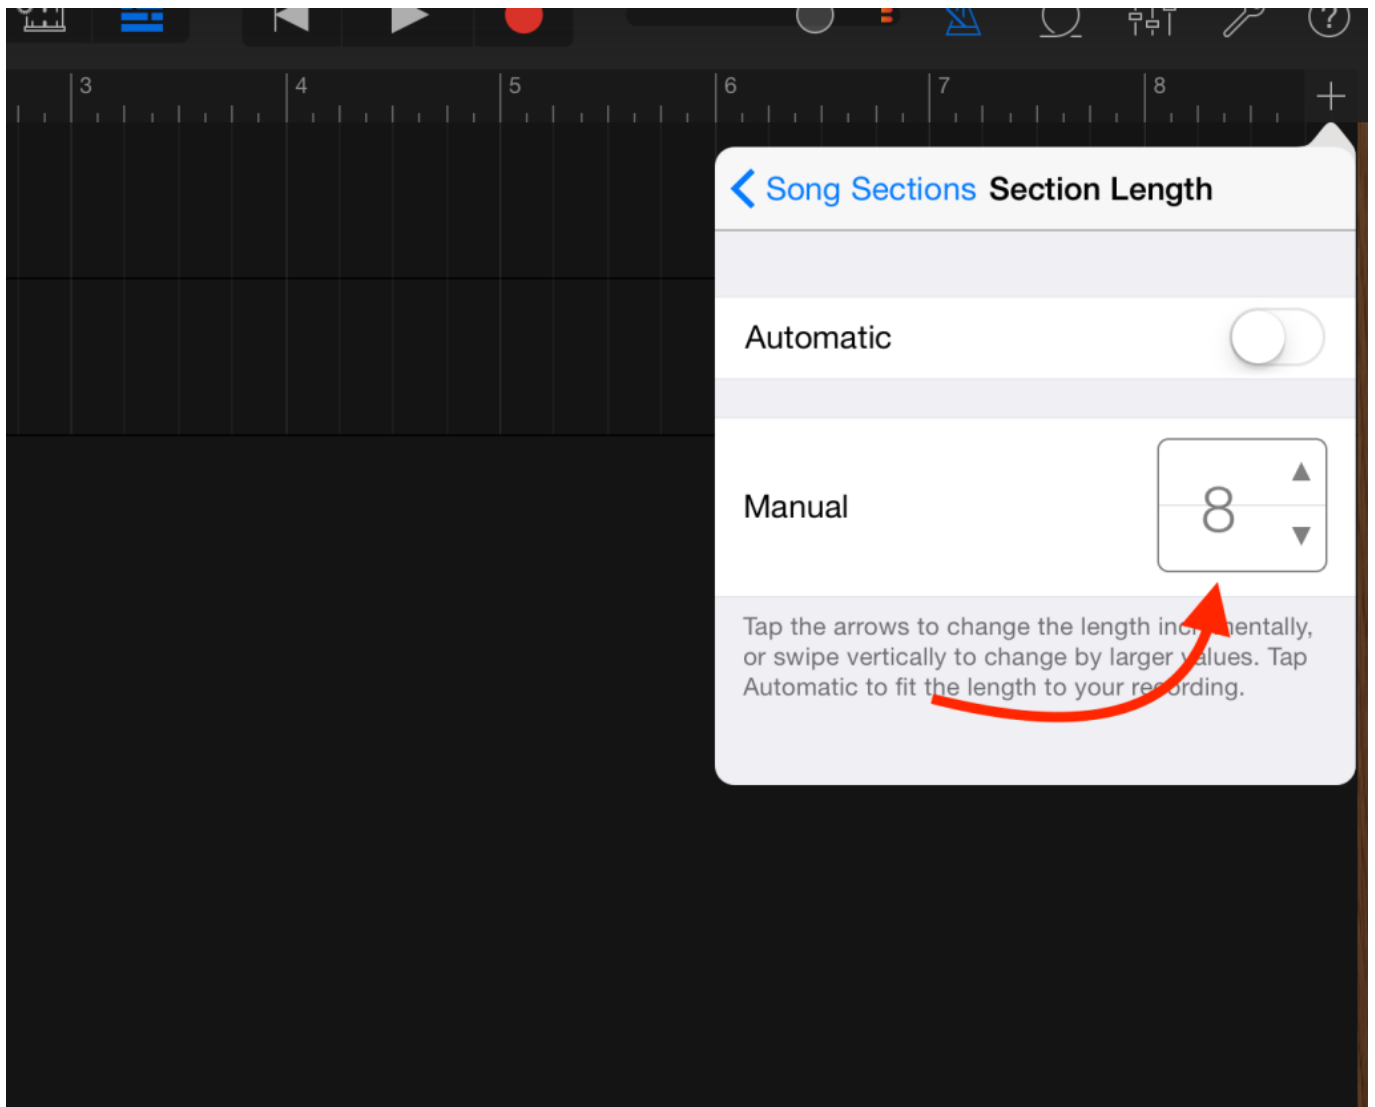 ?
3 4 5 6 7 8 +
Song Sections Section Length
Automatic
Manual
8
Tap the arrows to change the length incrementally,
or swipe vertically to change by larger values. Tap
Automatic to fit the length to your recording.